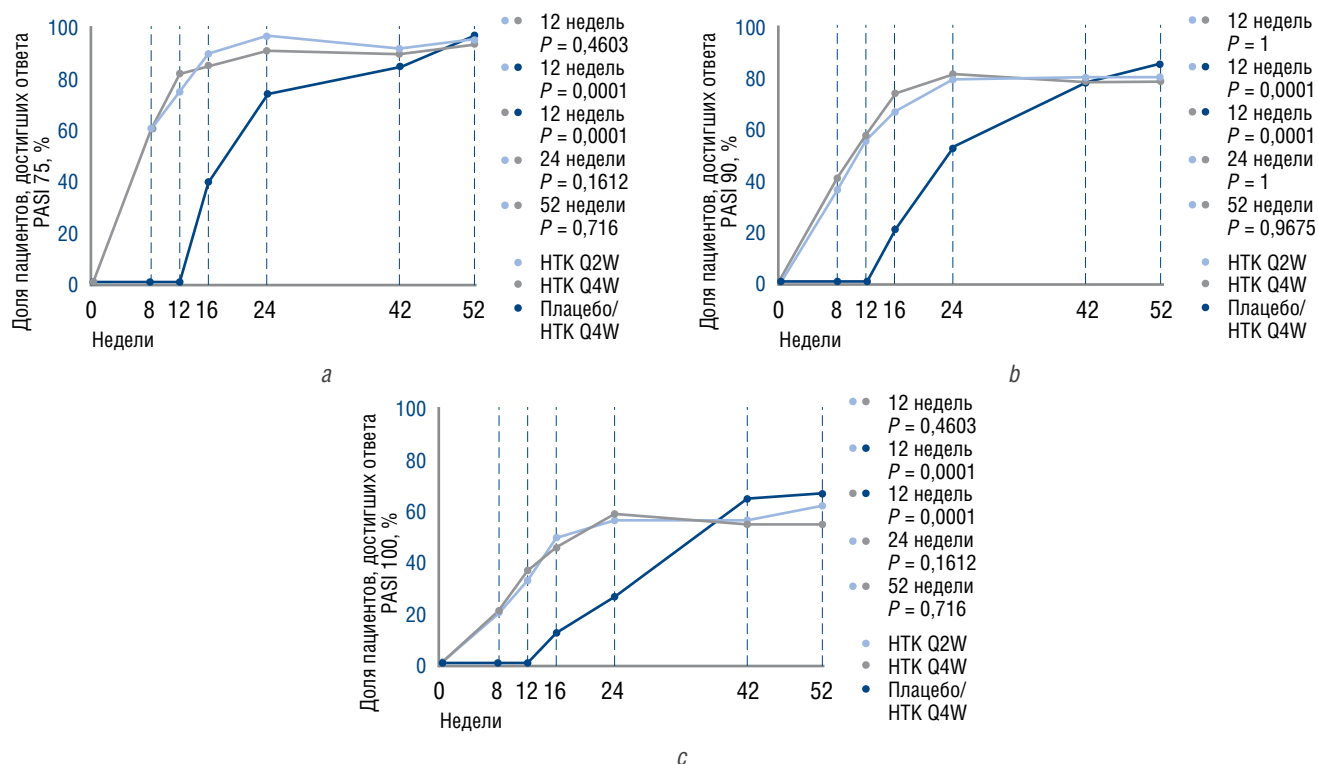 Доля пациентов, достигших ответа
PASI 75, %
100
80
60
40
20
0
0 8 12 16 24 42 52
Недели
12 недель
P = 0,4603
12 недель
P = 0,0001
12 недель
P = 0,0001
24 недели
P = 0,1612
52 недели
P = 0,716
НТК Q2W
НТК Q4W
Плацебо/
НТК Q4W
a
Доля пациентов, достигших ответа
PASI 90, %
100
80
60
40
20
0
0 8 12 16 24 42 52
Недели
12 недель
P = 1
12 недель
P = 0,0001
12 недель
P = 0,0001
24 недели
P = 1
52 недели
P = 0,9675
НТК Q2W
НТК Q4W
Плацебо/
НТК Q4W
b
Доля пациентов, достигших ответа
PASI 100, %
100
80
60
40
20
0
0 8 12 16 24 42 52
Недели
12 недель
P = 0,4603
12 недель
P = 0,0001
12 недель
P = 0,0001
24 недели
P = 0,1612
52 недели
P = 0,716
НТК Q2W
НТК Q4W
Плацебо/
НТК Q4W
c